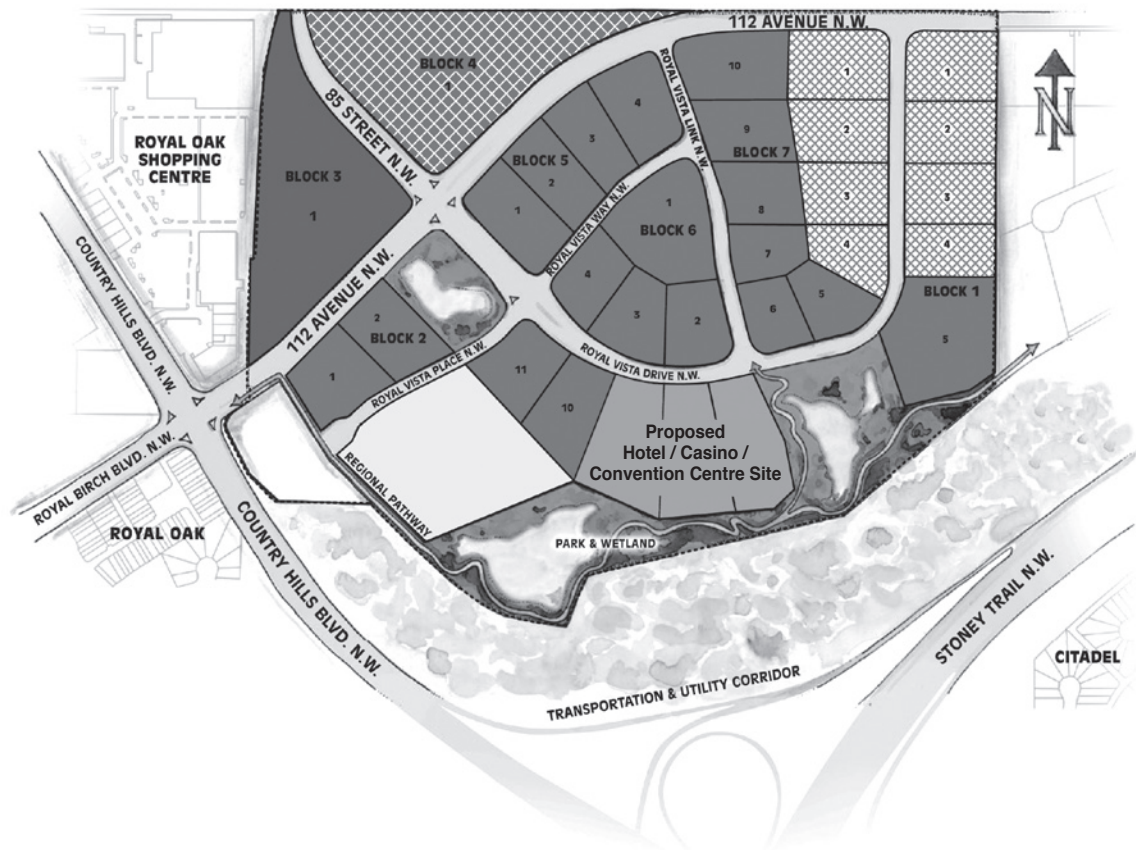 112 AVENUE N.W.
BLOCK 4
1
85 STREET N.W.
ROYAL OAK
SHOPPING
CENTRE
BLOCK 3
1
BLOCK 5
1
2
3
4
ROYAL VISTA LINK N.W.
ROYAL VISTA WAY N.W.
10
9
BLOCK 7
8
7
6
5
1
2
3
4
1
2
3
4
BLOCK 1
5
N
1
BLOCK 6
4
3
2
COUNTRY HILLS BLVD. N.W.
112 AVENUE N.W.
2
BLOCK 2
1
ROYAL VISTA PLACE N.W.
11
10
ROYAL VISTA DRIVE N.W.
Proposed
Hotel / Casino /
Convention Centre Site
REGIONAL PATHWAY
PARK & WETLAND
ROYAL BIRCH BLVD. N.W.
ROYAL OAK
COUNTRY HILLS BLVD. N.W.
STONEY TRAIL N.W.
CITADEL
TRANSPORTATION & UTILITY CORRIDOR